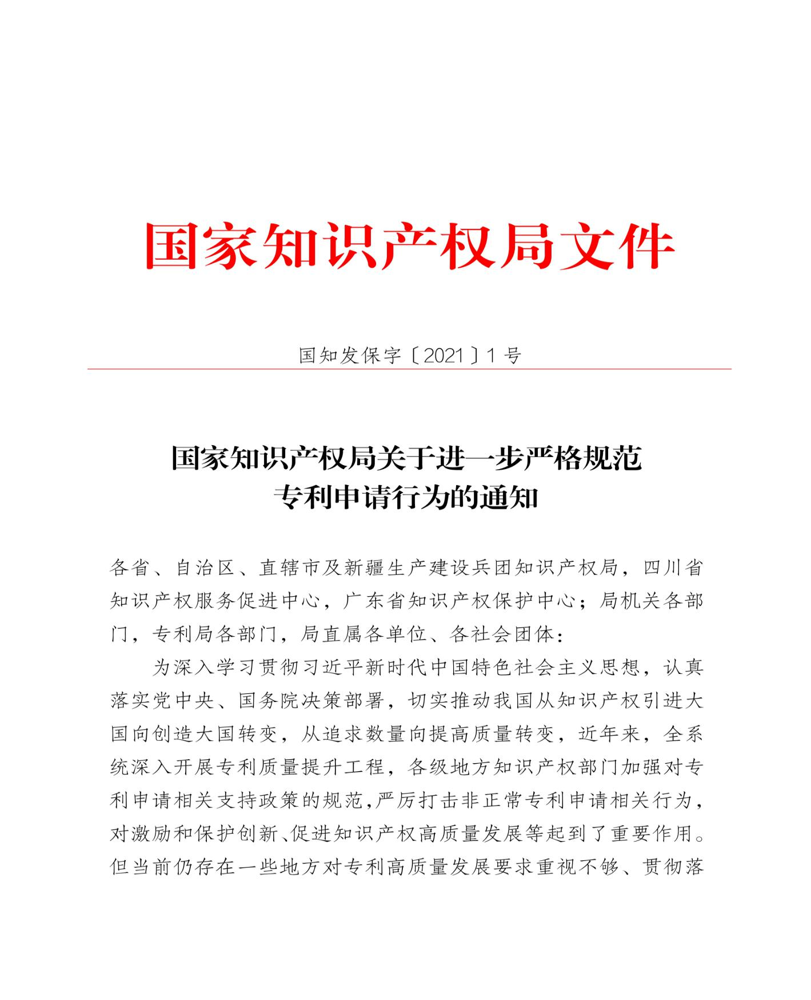 国家知识产权局文件
国知发保字〔2021〕1 号
国家知识产权局关于进一步严格规范
专利申请行为的通知
各省、自治区、直辖市及新疆生产建设兵团知识产权局，四川省
知识产权服务促进中心，广东省知识产权保护中心；局机关各部
门，专利局各部门，局直属各单位、各社会团体：
为深入学习贯彻习近平新时代中国特色社会主义思想，认真
落实党中央、国务院决策部署，切实推动我国从知识产权引进大
国向创造大国转变，从追求数量向提高质量转变，近年来，全系
统深入开展专利质量提升工程，各级地方知识产权部门加强对专
利申请相关支持政策的规范，严厉打击非正常专利申请相关行为，
对激励和保护创新、促进知识产权高质量发展等起到了重要作用。
但当前仍存在一些地方对专利高质量发展要求重视不够、贯彻落